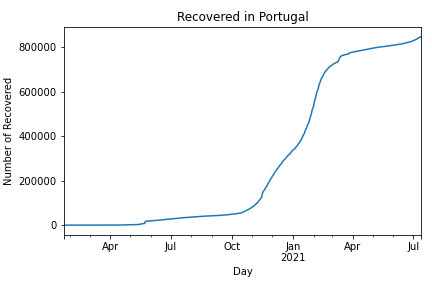 Recovered in Portugal
Number of Recovered
800000
600000
400000
200000
0
Apr Jul Oct Jan Apr Jul
2021
Day